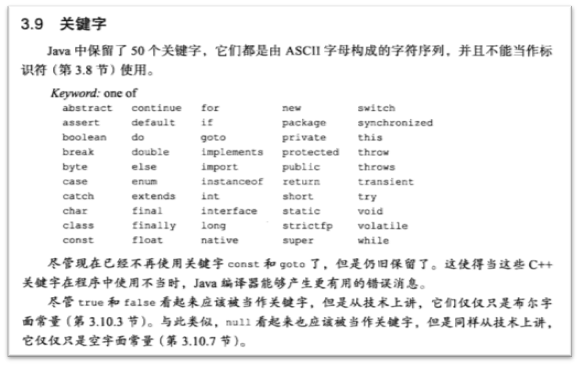 3.9 关键字
Java 中保留了 50 个关键字，它们都是由 ASCII 字母构成的字符序列，并且不能当作标
识符（第 3.8 节）使用。
Keyword: one of
abstract continue for new switch
assert default if package synchronized
boolean do goto private this
break double implements protected throw
byte else import public throws
case enum instanceof return transient
catch extends int short try
char final interface static void
class finally long strictfp volatile
const float native super while
尽管现在已经不再使用关键字 const 和 goto 了，但是仍旧保留了。这使得当这些 C++
关键字在程序中使用不当时，Java 编译器能够产生更有用的错误消息。
尽管 true 和 false 看起来应该被当作关键字，但是从技术上讲，它们仅仅只是布尔字
面常量（第 3.10.3 节）。与此类似，null 看起来也应该被当作关键字，但是同样从技术上讲，
它仅仅只是空字面常量（第 3.10.7 节）。